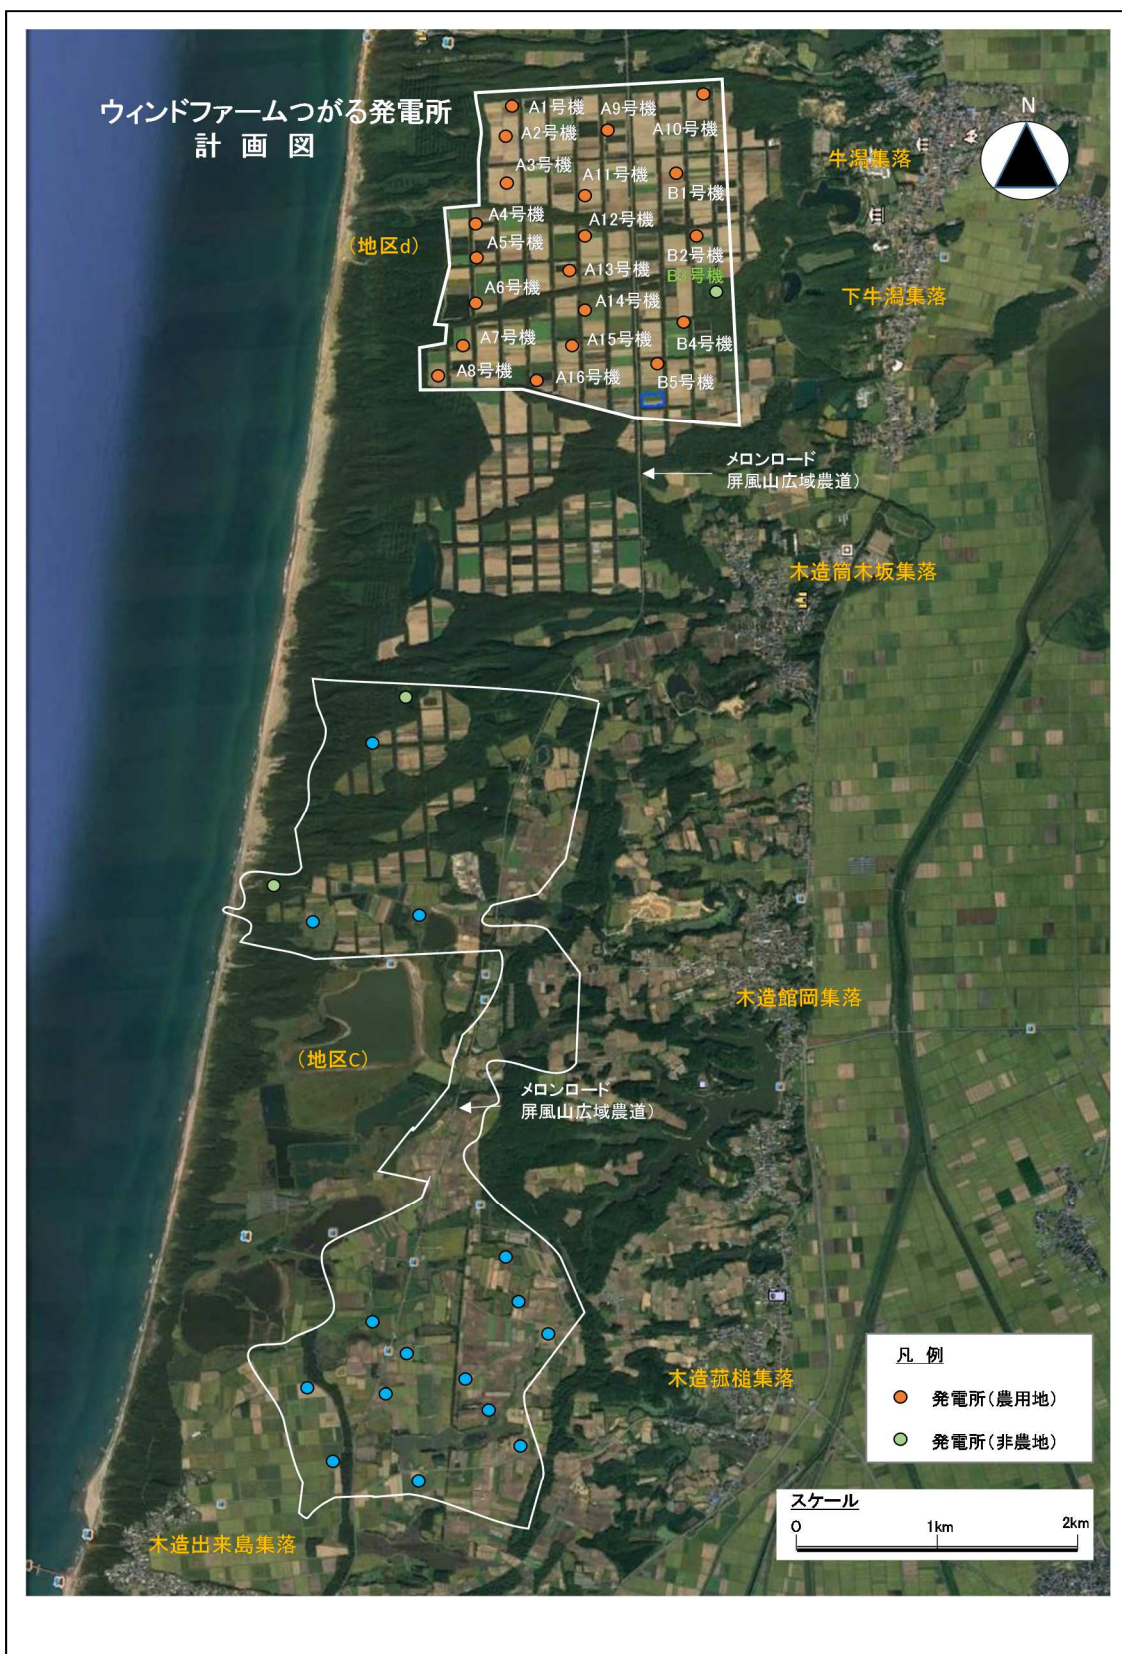 ウィンドファームつがる発電所
計 画 図
A1号機
A9号機
A2号機
A10号機
N
牛潟集落
A3号機
A11号機
B1号機
A4号機
A12号機
(地区d)
A5号機
B2号機
A13号機
B3号機
A6号機
A14号機
下牛潟集落
A7号機
A15号機
B4号機
A8号機
A16号機
B5号機
メロンロード
屏風山広域農道)
木造筒木坂集落
木造館岡集落
(地区C)
メロンロード
屏風山広域農道)
木造菰槌集落
凡 例
発電所(農用地)
発電所(非農地)
スケール
0 1km 2km
木造出来島集落